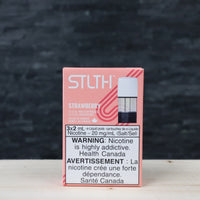 STLTH
STRAWBERRY
3x2 mL
Nicotine - 20 mg/mL (Salt/Sel)
WARNING: Nicotine
is highly addictive.
Health Canada
AVERTISSEMENT : La
nicotine crée une forte
dépendance.
Santé Canada